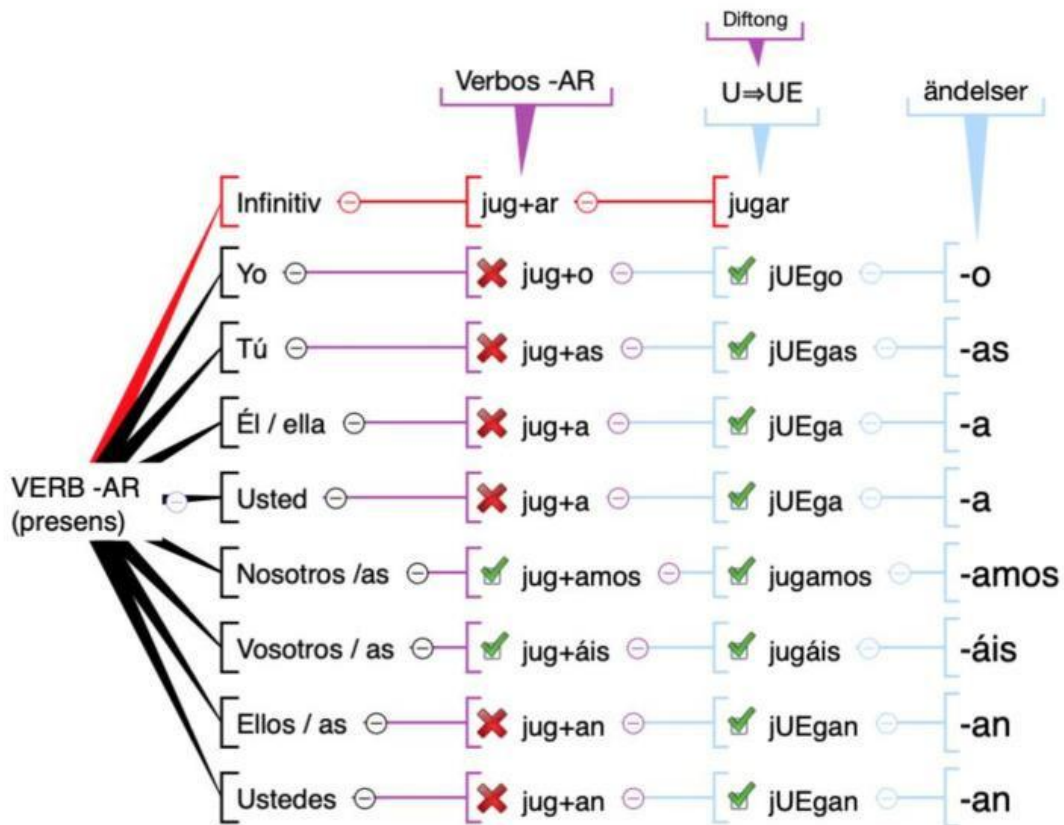 Diftong
Verbos -AR
U⇒UE
ändelser
Infinitiv jug+ar jugar
Yo jug+o jUEgo -o
Tú jug+as jUEgas -as
Él / ella jug+a jUEga -a
VERB -AR
(presens)
Usted jug+a jUEga -a
Nosotros /as jug+amos jugamos -amos
Vosotros / as jug+áis jugáis -áis
Ellos / as jug+an jUEgan -an
Ustedes jug+an jUEgan -an